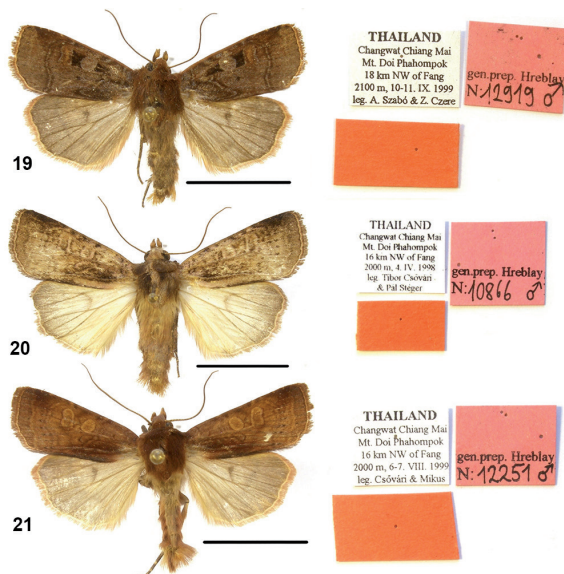 19
THAILAND
Changwat Chiang Mai
Mt. Doi Phahompok
18 km NW of Fang
2100 m, 10-11. IX. 1999
leg. A. Szabó & Z. Czere
gen.prep. Hreblay
N:12919 ♂
20
THAILAND
Changwat Chiang Mai
Mt. Doi Phahompok
16 km NW of Fang
2000 m, 4. IV. 1998
leg. Tibor Csővári
& Pál Stéger
gen.prep. Hreblay
N:10866 ♂
21
THAILAND
Changwat Chiang Mai
Mt. Doi Phahompok
16 km NW of Fang
2000 m, 6-7. VIII. 1999
leg. Csővári & Mikus
gen.prep. Hreblay
N:12251 ♂